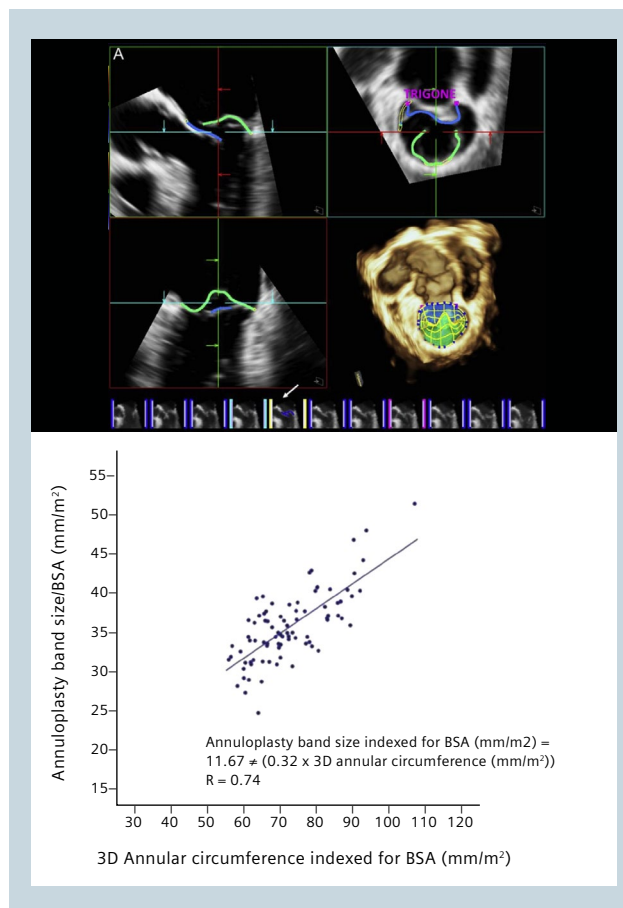 A
TRIGONE
Annuloplasty band size/BSA (mm/m²)
55
50
45
40
35
30
25
20
15
Annuloplasty band size indexed for BSA (mm/m2) =
11.67 ≠ (0.32 x 3D annular circumference (mm/m²))
R = 0.74
30 40 50 60 70 80 90 100 110 120
3D Annular circumference indexed for BSA (mm/m²)